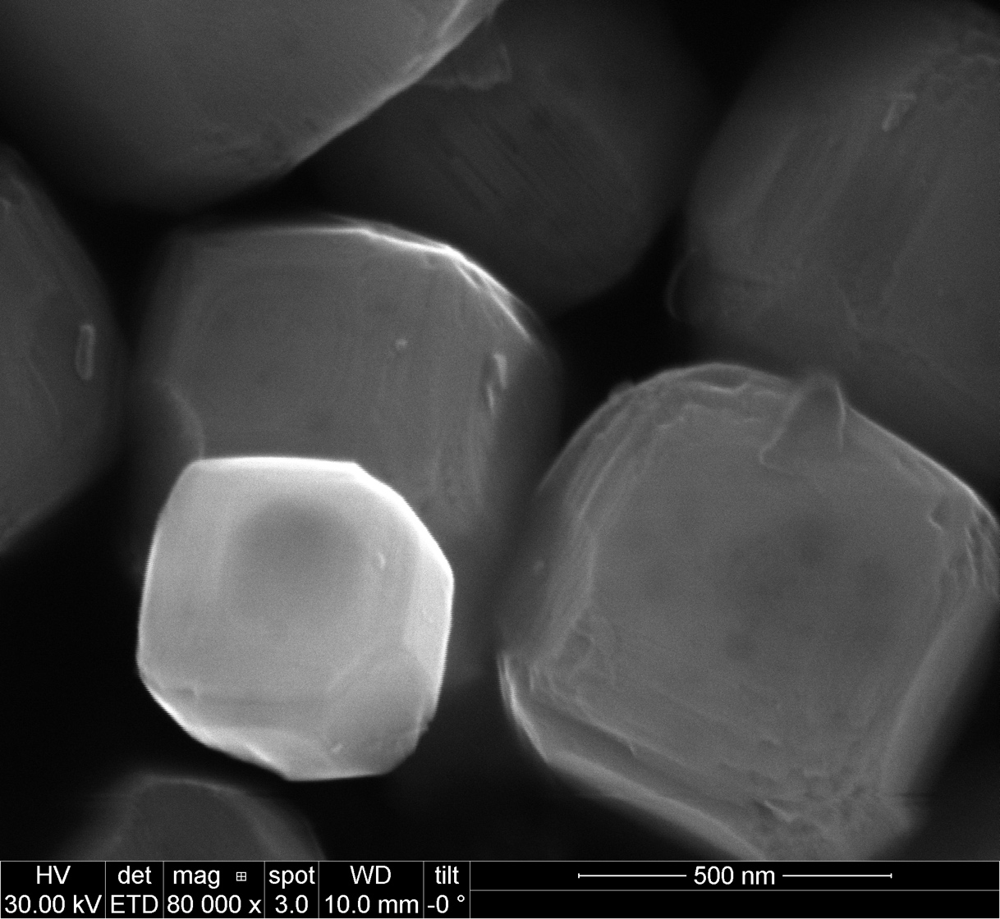 HV det mag ⊞ spot WD tilt
500 nm
30.00 kV ETD 80 000 x 3.0 10.0 mm -0 °